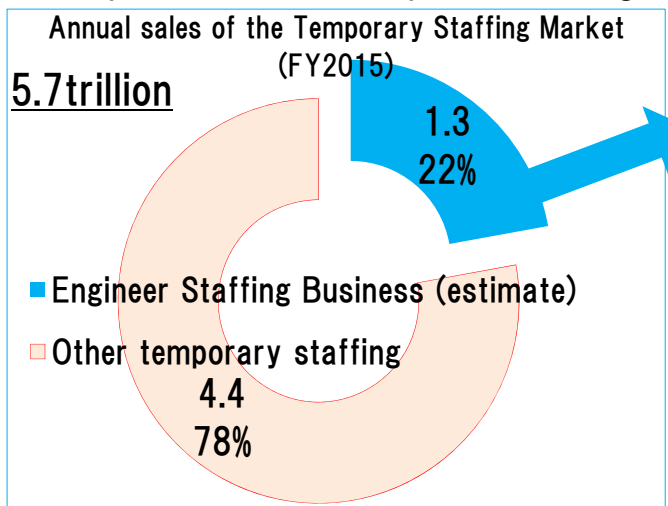 Annual sales of the Temporary Staffing Market
(FY2015)
5.7trillion
1.3
22%
Engineer Staffing Business (estimate)
Other temporary staffing
4.4
78%